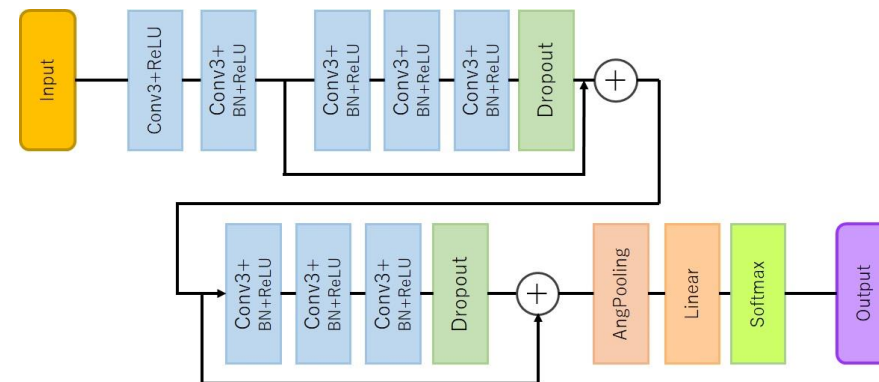 Input
Conv3+ReLU
Conv3+
BN+ReLU
Conv3+
BN+ReLU
Conv3+
BN+ReLU
Conv3+
BN+ReLU
Dropout
+
Conv3+
BN+ReLU
Conv3+
BN+ReLU
Conv3+
BN+ReLU
Dropout
+
AngPooling
Linear
Softmax
Output